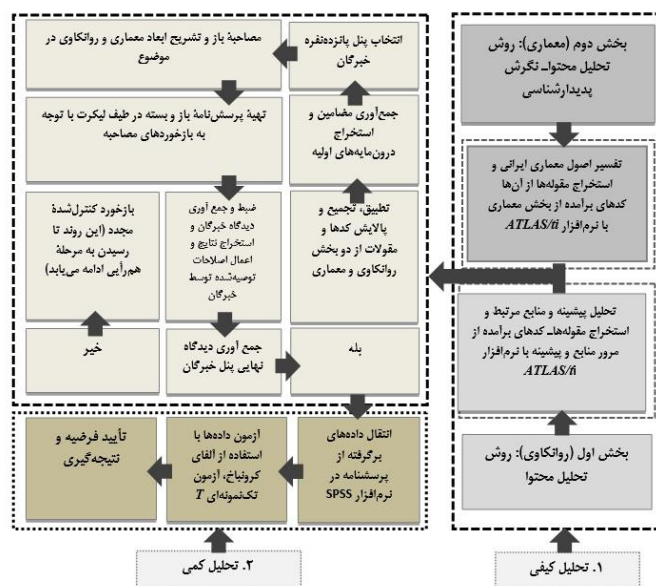 بخش دوم (معماری): روش
تحلیل محتوا- نگرش
پدیدارشناسی
تفسیر اصول معماری ایرانی و
استخراج مقوله‌ها از آن‌ها
کدهای برآمده از بخش معماری
با نرم‌افزار ATLAS/ti.
تحلیل پیشینه و منابع مرتبط و
استخراج مقوله‌ها- کدهای برآمده از
مرور منابع و پیشینه با نرم‌افزار
ATLAS/ti.
بخش اول (روانکاوی): روش
تحلیل محتوا
۱. تحلیل کیفی
انتخاب پنل پانزده‌نفره
خبرگان
جمع‌آوری مضامین و
استخراج
درون‌مایه‌های اولیه
تطبیق، تجمیع و
پالایش کدها و
مقولات از دو بخش
روانکاوی و معماری
بله
مصاحبهٔ باز و تشریح ابعاد معماری و روانکاوی در
موضوع
تهیهٔ پرسش‌نامهٔ باز و بسته در طیف لیکرت با توجه
به بازخوردهای مصاحبه
ضبط و جمع آوری
دیدگاه خبرگان و
استخراج نتایج و
اعمال اصلاحات
توصیه‌شده توسط
خبرگان
جمع آوری دیدگاه
نهایی پنل خبرگان
بازخورد کنترل‌شدهٔ
مجدد (این روند تا
رسیدن به مرحلهٔ
هم‌رأیی ادامه می‌یابد)
خیر
انتقال داده‌های
برگرفته از
پرسشنامه در
نرم‌افزار SPSS
آزمون داده‌ها با
استفاده از آلفای
کرونباخ، آزمون
تک‌نمونه‌ای T
تأیید فرضیه و
نتیجه‌گیری
۲. تحلیل کمی